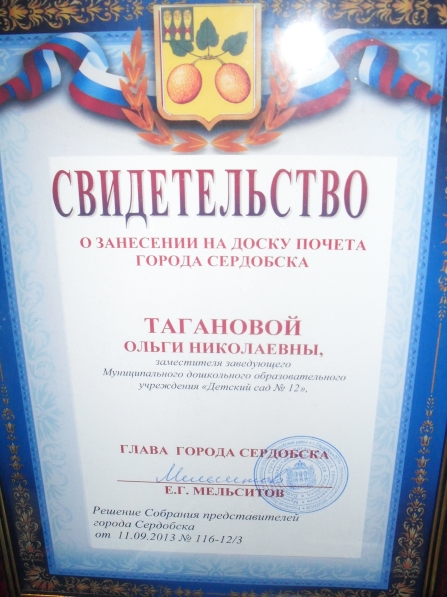 СВИДЕТЕЛЬСТВО
О ЗАНЕСЕНИИ НА ДОСКУ ПОЧЕТА
ГОРОДА СЕРДОБСКА
ТАГАНОВОЙ
ОЛЬГИ НИКОЛАЕВНЫ,
заместителя заведующего
Муниципального дошкольного образовательного
учреждения «Детский сад № 12»,
ГЛАВА ГОРОДА СЕРДОБСКА
Е.Г. МЕЛЬСИТОВ
Решение Собрания представителей
города Сердобска
от 11.09.2013 № 116-12/3